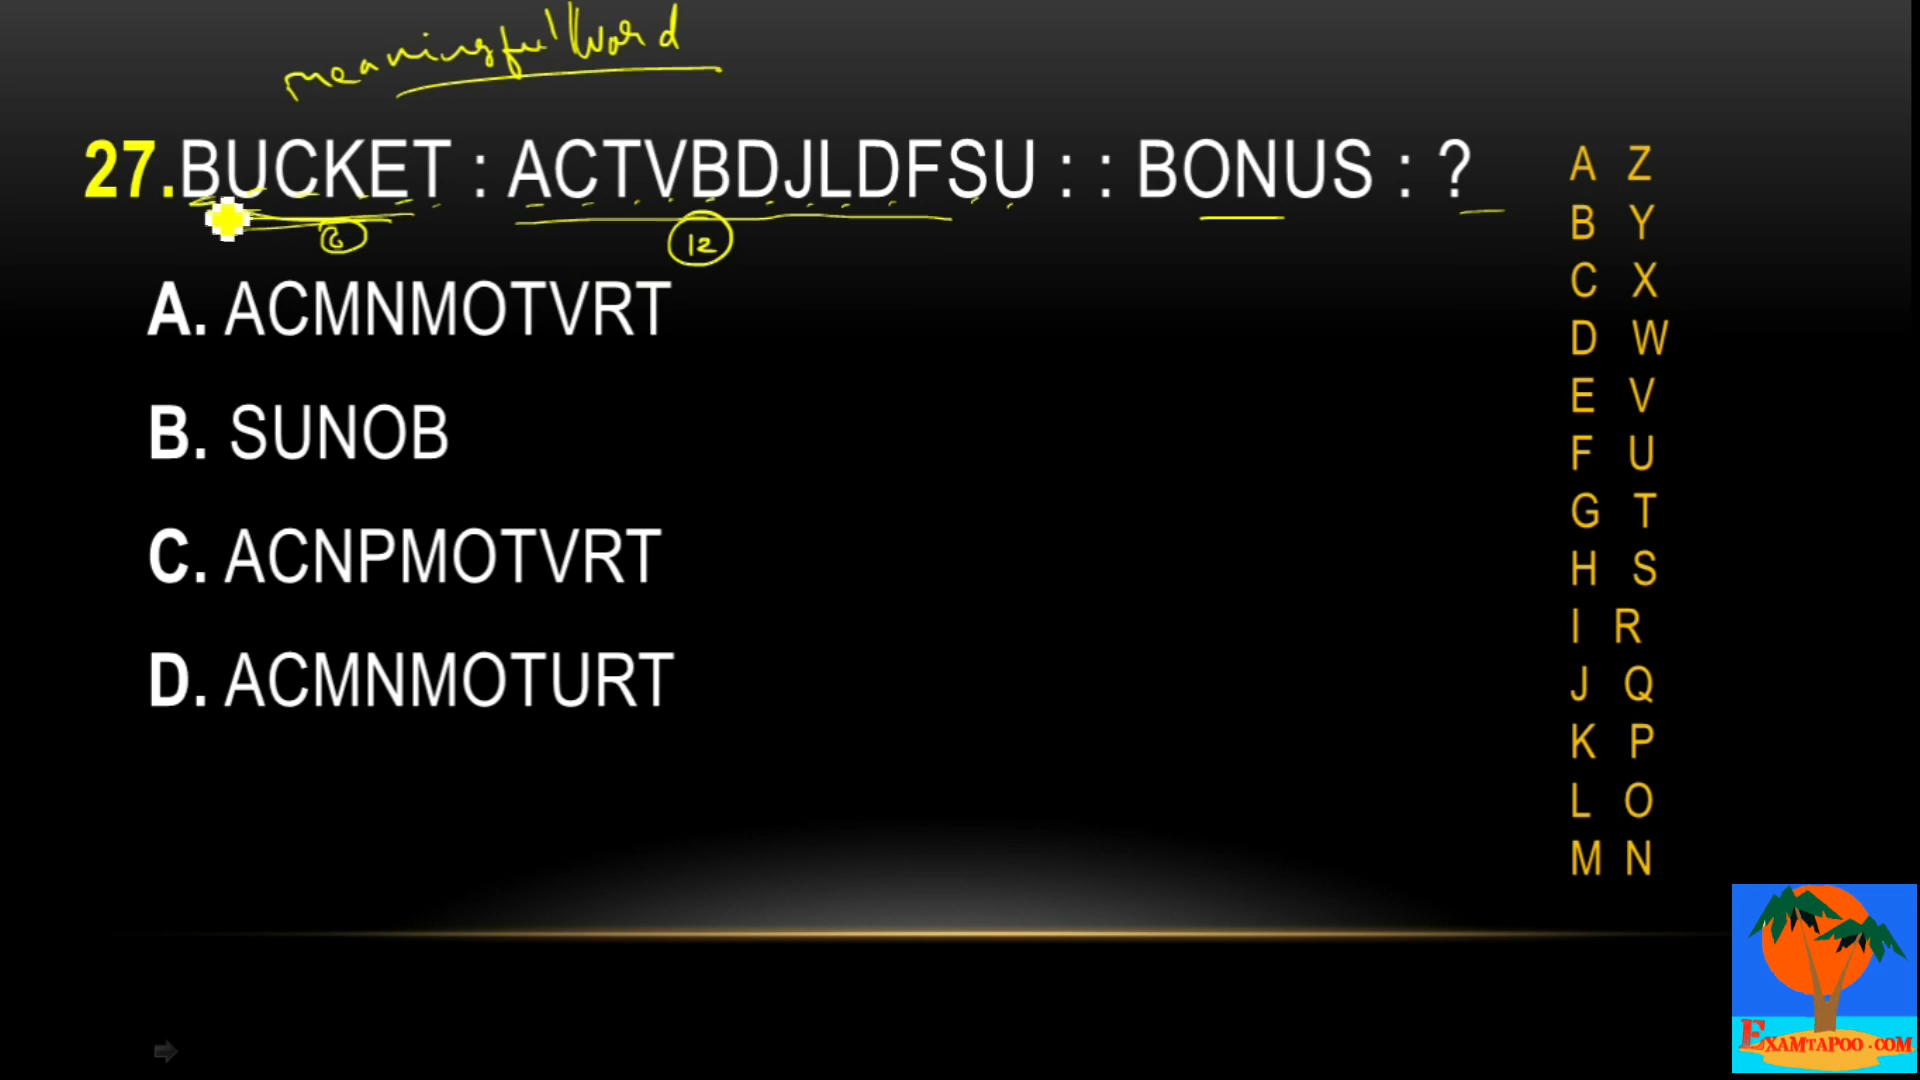 meaningful word
27.BUCKET : ACTVBDJLDFSU : : BONUS : ?
6
12
A. ACMNMOTVRT
B. SUNOB
C. ACNPMOTVRT
D. ACMNMOTURT
A Z
B Y
C X
D W
E V
F U
G T
H S
I R
J Q
K P
L O
M N
EXAMTAPOO.COM